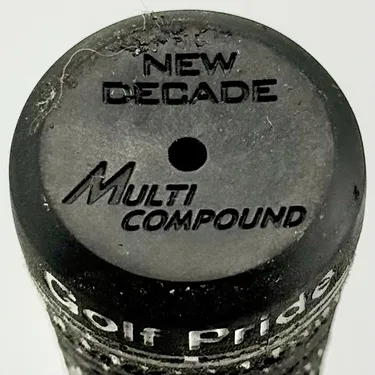 NEW
DECADE
MULTI
COMPOUND
Golf Pride